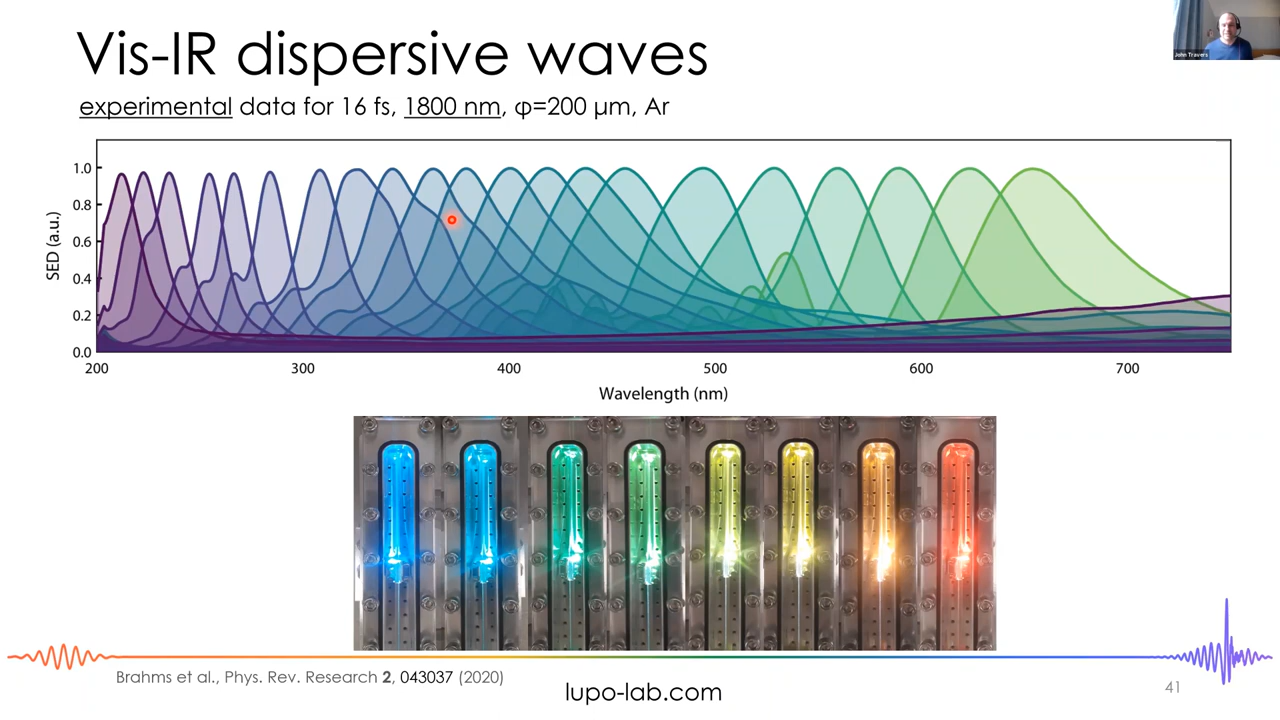 Vis-IR dispersive waves
experimental data for 16 fs, 1800 nm, φ=200 μm, Ar
John Travers
SED (a.u.)
1.0
0.8
0.6
0.4
0.2
0.0
200 300 400 500 600 700
Wavelength (nm)
Brahms et al., Phys. Rev. Research 2, 043037 (2020)
lupo-lab.com
41